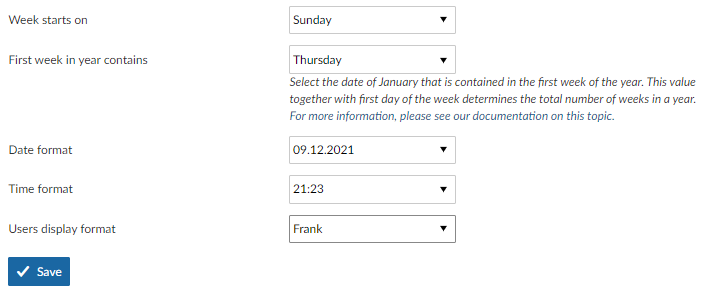 Week starts on Sunday
First week in year contains Thursday
Select the date of January that is contained in the first week of the year. This value
together with first day of the week determines the total number of weeks in a year.
For more information, please see our documentation on this topic.
Date format 09.12.2021
Time format 21:23
Users display format Frank
Save